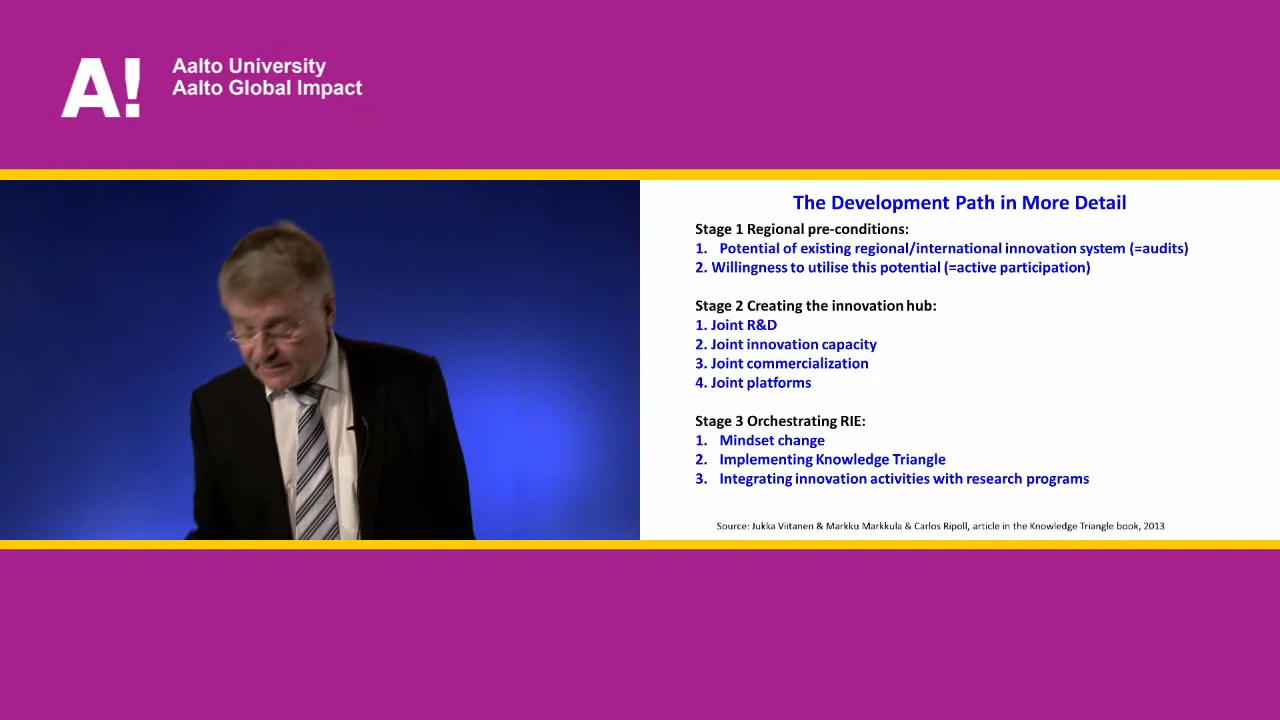 A!
Aalto University
Aalto Global Impact
The Development Path in More Detail
Stage 1 Regional pre-conditions:
1. Potential of existing regional/international innovation system (=audits)
2. Willingness to utilise this potential (=active participation)
Stage 2 Creating the innovation hub:
1. Joint R&D
2. Joint innovation capacity
3. Joint commercialization
4. Joint platforms
Stage 3 Orchestrating RIE:
1. Mindset change
2. Implementing Knowledge Triangle
3. Integrating innovation activities with research programs
Source: Jukka Viitanen & Markku Markkula & Carlos Ripoll, article in the Knowledge Triangle book, 2013